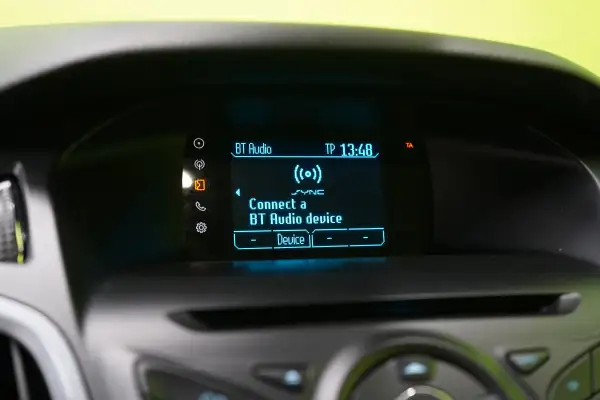 BT Audio TP 13:48 TA
SYNC
Connect a
BT Audio device
- Device - -